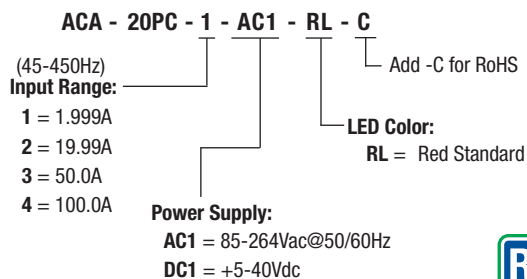 ACA - 20PC - 1 - AC1 - RL - C
(45-450Hz)
Input Range:
1 = 1.999A
2 = 19.99A
3 = 50.0A
4 = 100.0A
Add -C for RoHS
LED Color:
RL = Red Standard
Power Supply:
AC1 = 85-264Vac@50/60Hz
DC1 = +5-40Vdc